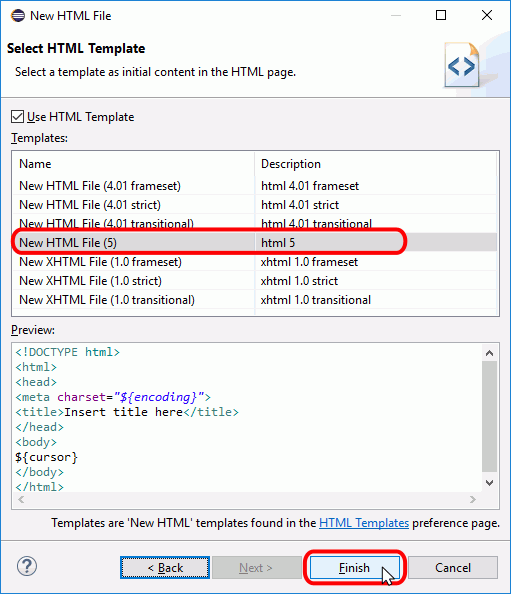 New HTML File
Select HTML Template
Select a template as initial content in the HTML page.
Use HTML Template
Templates:
Name Description
New HTML File (4.01 frameset) html 4.01 frameset
New HTML File (4.01 strict) html 4.01 strict
New HTML File (4.01 transitional) html 4.01 transitional
New HTML File (5) html 5
New XHTML File (1.0 frameset) xhtml 1.0 frameset
New XHTML File (1.0 strict) xhtml 1.0 strict
New XHTML File (1.0 transitional) xhtml 1.0 transitional
Preview:
<!DOCTYPE html>
<html>
<head>
<meta charset="${encoding}">
<title>Insert title here</title>
</head>
<body>
${cursor}
</body>
</html>
Templates are 'New HTML' templates found in the HTML Templates preference page.
? < Back Next > Finish Cancel